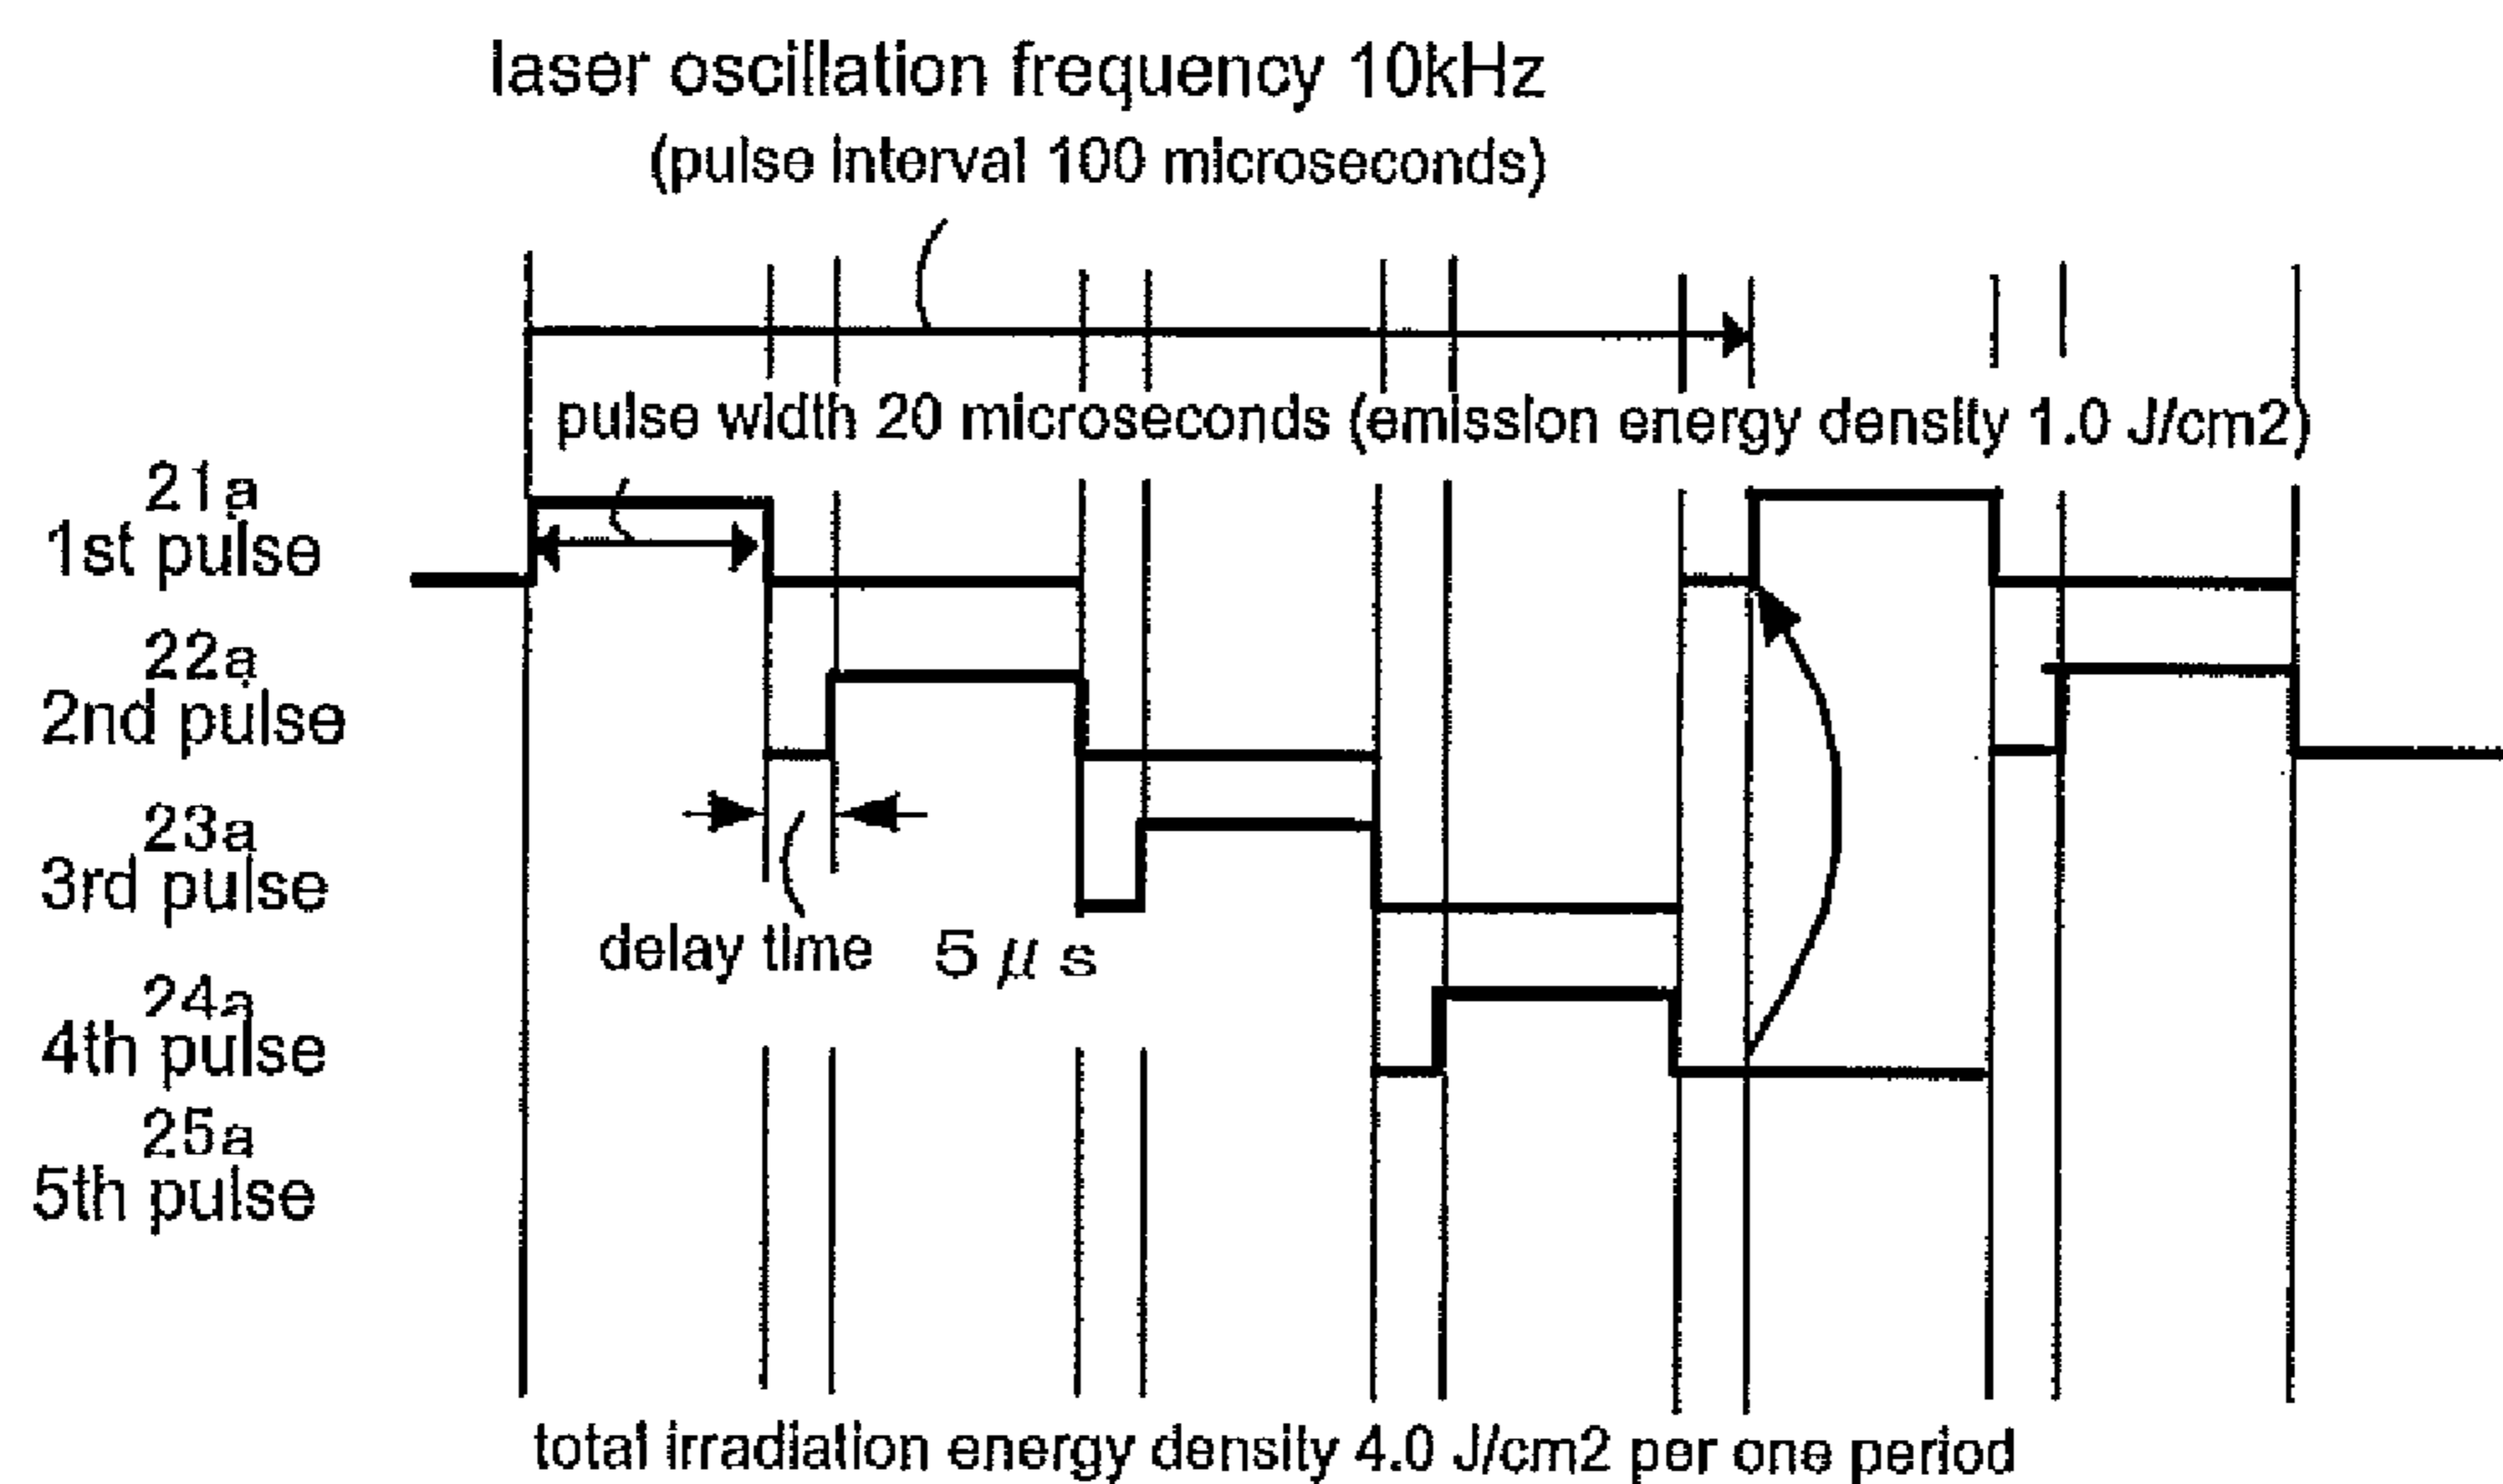 laser oscillation frequency 10kHz
(pulse interval 100 microseconds)
pulse width 20 microseconds (emission energy density 1.0 J/cm2)
21a
1st pulse
22a
2nd pulse
23a
3rd pulse
delay time 5 μs
24a
4th pulse
25a
5th pulse
total irradiation energy density 4.0 J/cm2 per one period